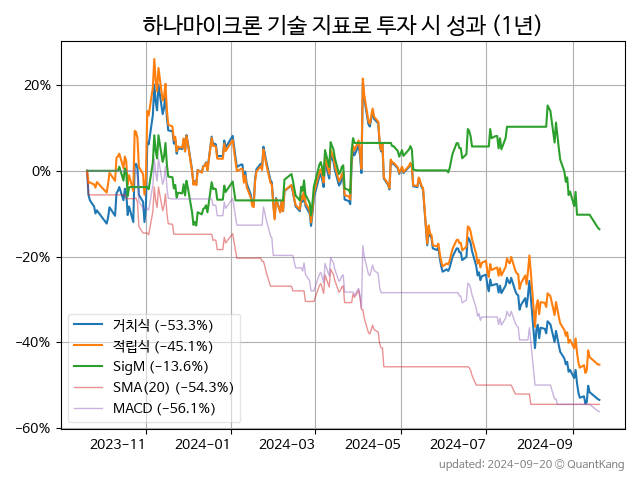 하나마이크론 기술 지표로 투자 시 성과 (1년)
20%
0%
−20%
−40%
−60%
거치식 (−53.3%)
적립식 (−45.1%)
SigM (−13.6%)
SMA(20) (−54.3%)
MACD (−56.1%)
2023-11
2024-01
2024-03
2024-05
2024-07
2024-09
updated: 2024-09-20 © QuantKang